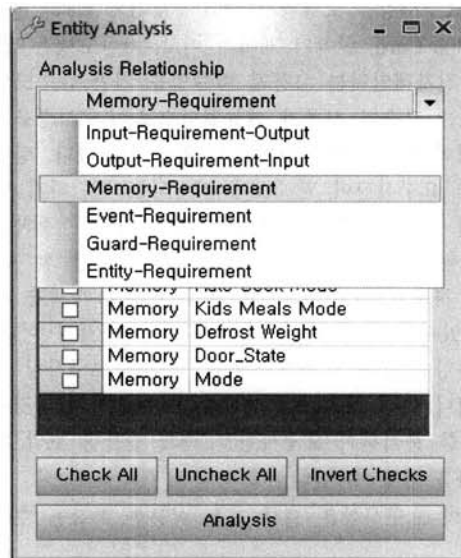 Entity Analysis
Analysis Relationship
Memory-Requirement
Input-Requirement-Output
Output-Requirement-Input
Memory-Requirement
Event-Requirement
Guard-Requirement
Entity-Requirement
Memory Mode
Memory Kids Meals Mode
Memory Defrost Weight
Memory Door_State
Memory Mode
Check All Uncheck All Invert Checks
Analysis